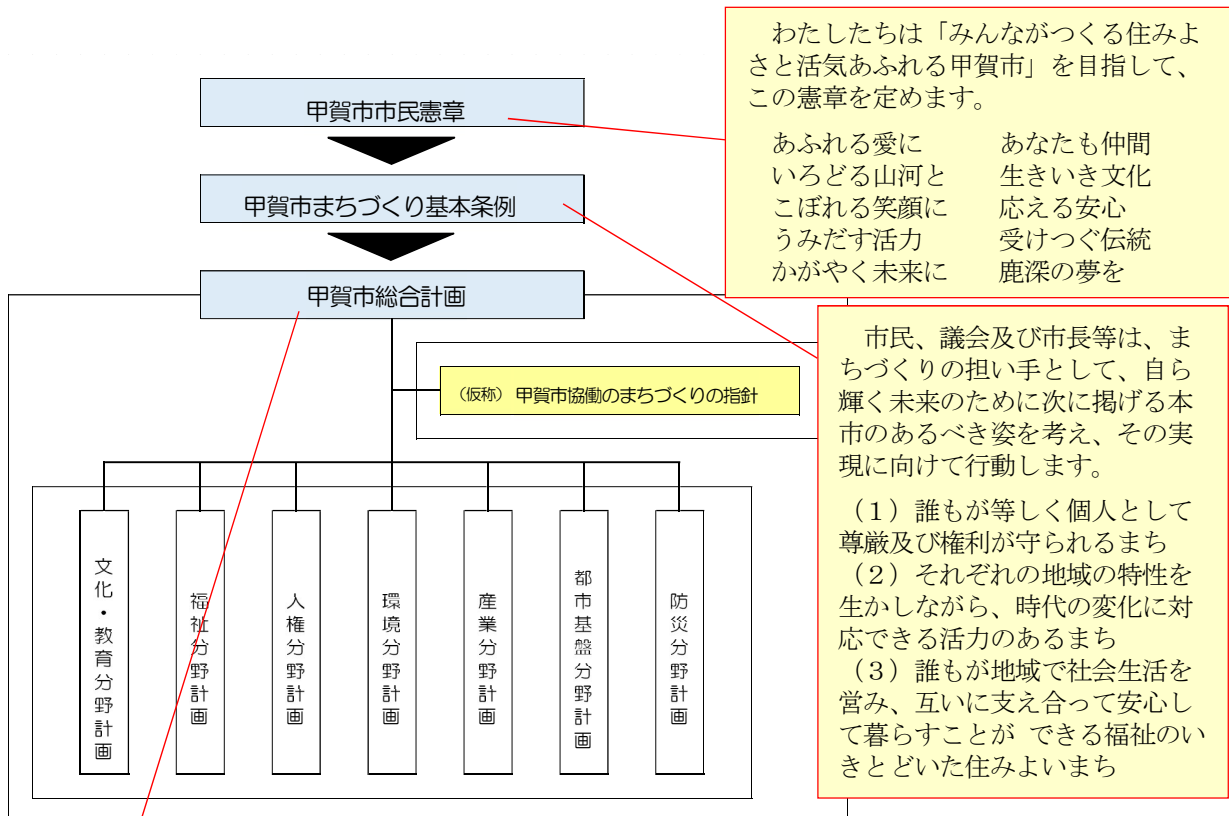 甲賀市市民憲章
甲賀市まちづくり基本条例
甲賀市総合計画
（仮称） 甲賀市協働のまちづくりの指針
文化・教育分野計画
福祉分野計画
人権分野計画
環境分野計画
産業分野計画
都市基盤分野計画
防災分野計画
わたしたちは「みんながつくる住みよ
さと活気あふれる甲賀市」を目指して、
この憲章を定めます。
あふれる愛に　　あなたも仲間
いろどる山河と　　生きいき文化
こぼれる笑顔に　　応える安心
うみだす活力　　受けつぐ伝統
かがやく未来に　　鹿深の夢を
市民、議会及び市長等は、ま
ちづくりの担い手として、自ら
輝く未来のために次に掲げる本
市のあるべき姿を考え、その実
現に向けて行動します。
（１）誰もが等しく個人として
尊厳及び権利が守られるまち
（２）それぞれの地域の特性を
生かしながら、時代の変化に対
応できる活力のあるまち
（３）誰もが地域で社会生活を
営み、互いに支え合って安心し
て暮らすことが できる福祉のい
きとどいた住みよいまち